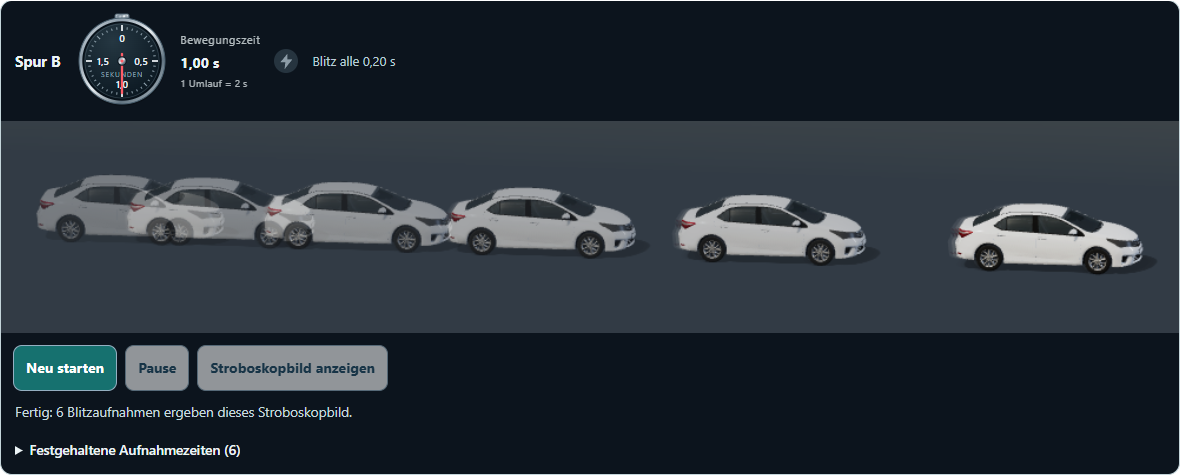 Spur B
0
1,5
0,5
SEKUNDEN
1,0
Bewegungszeit
1,00 s
1 Umlauf = 2 s
Blitz alle 0,20 s
Neu starten
Pause
Stroboskopbild anzeigen
Fertig: 6 Blitzaufnahmen ergeben dieses Stroboskopbild.
Festgehaltene Aufnahmezeiten (6)